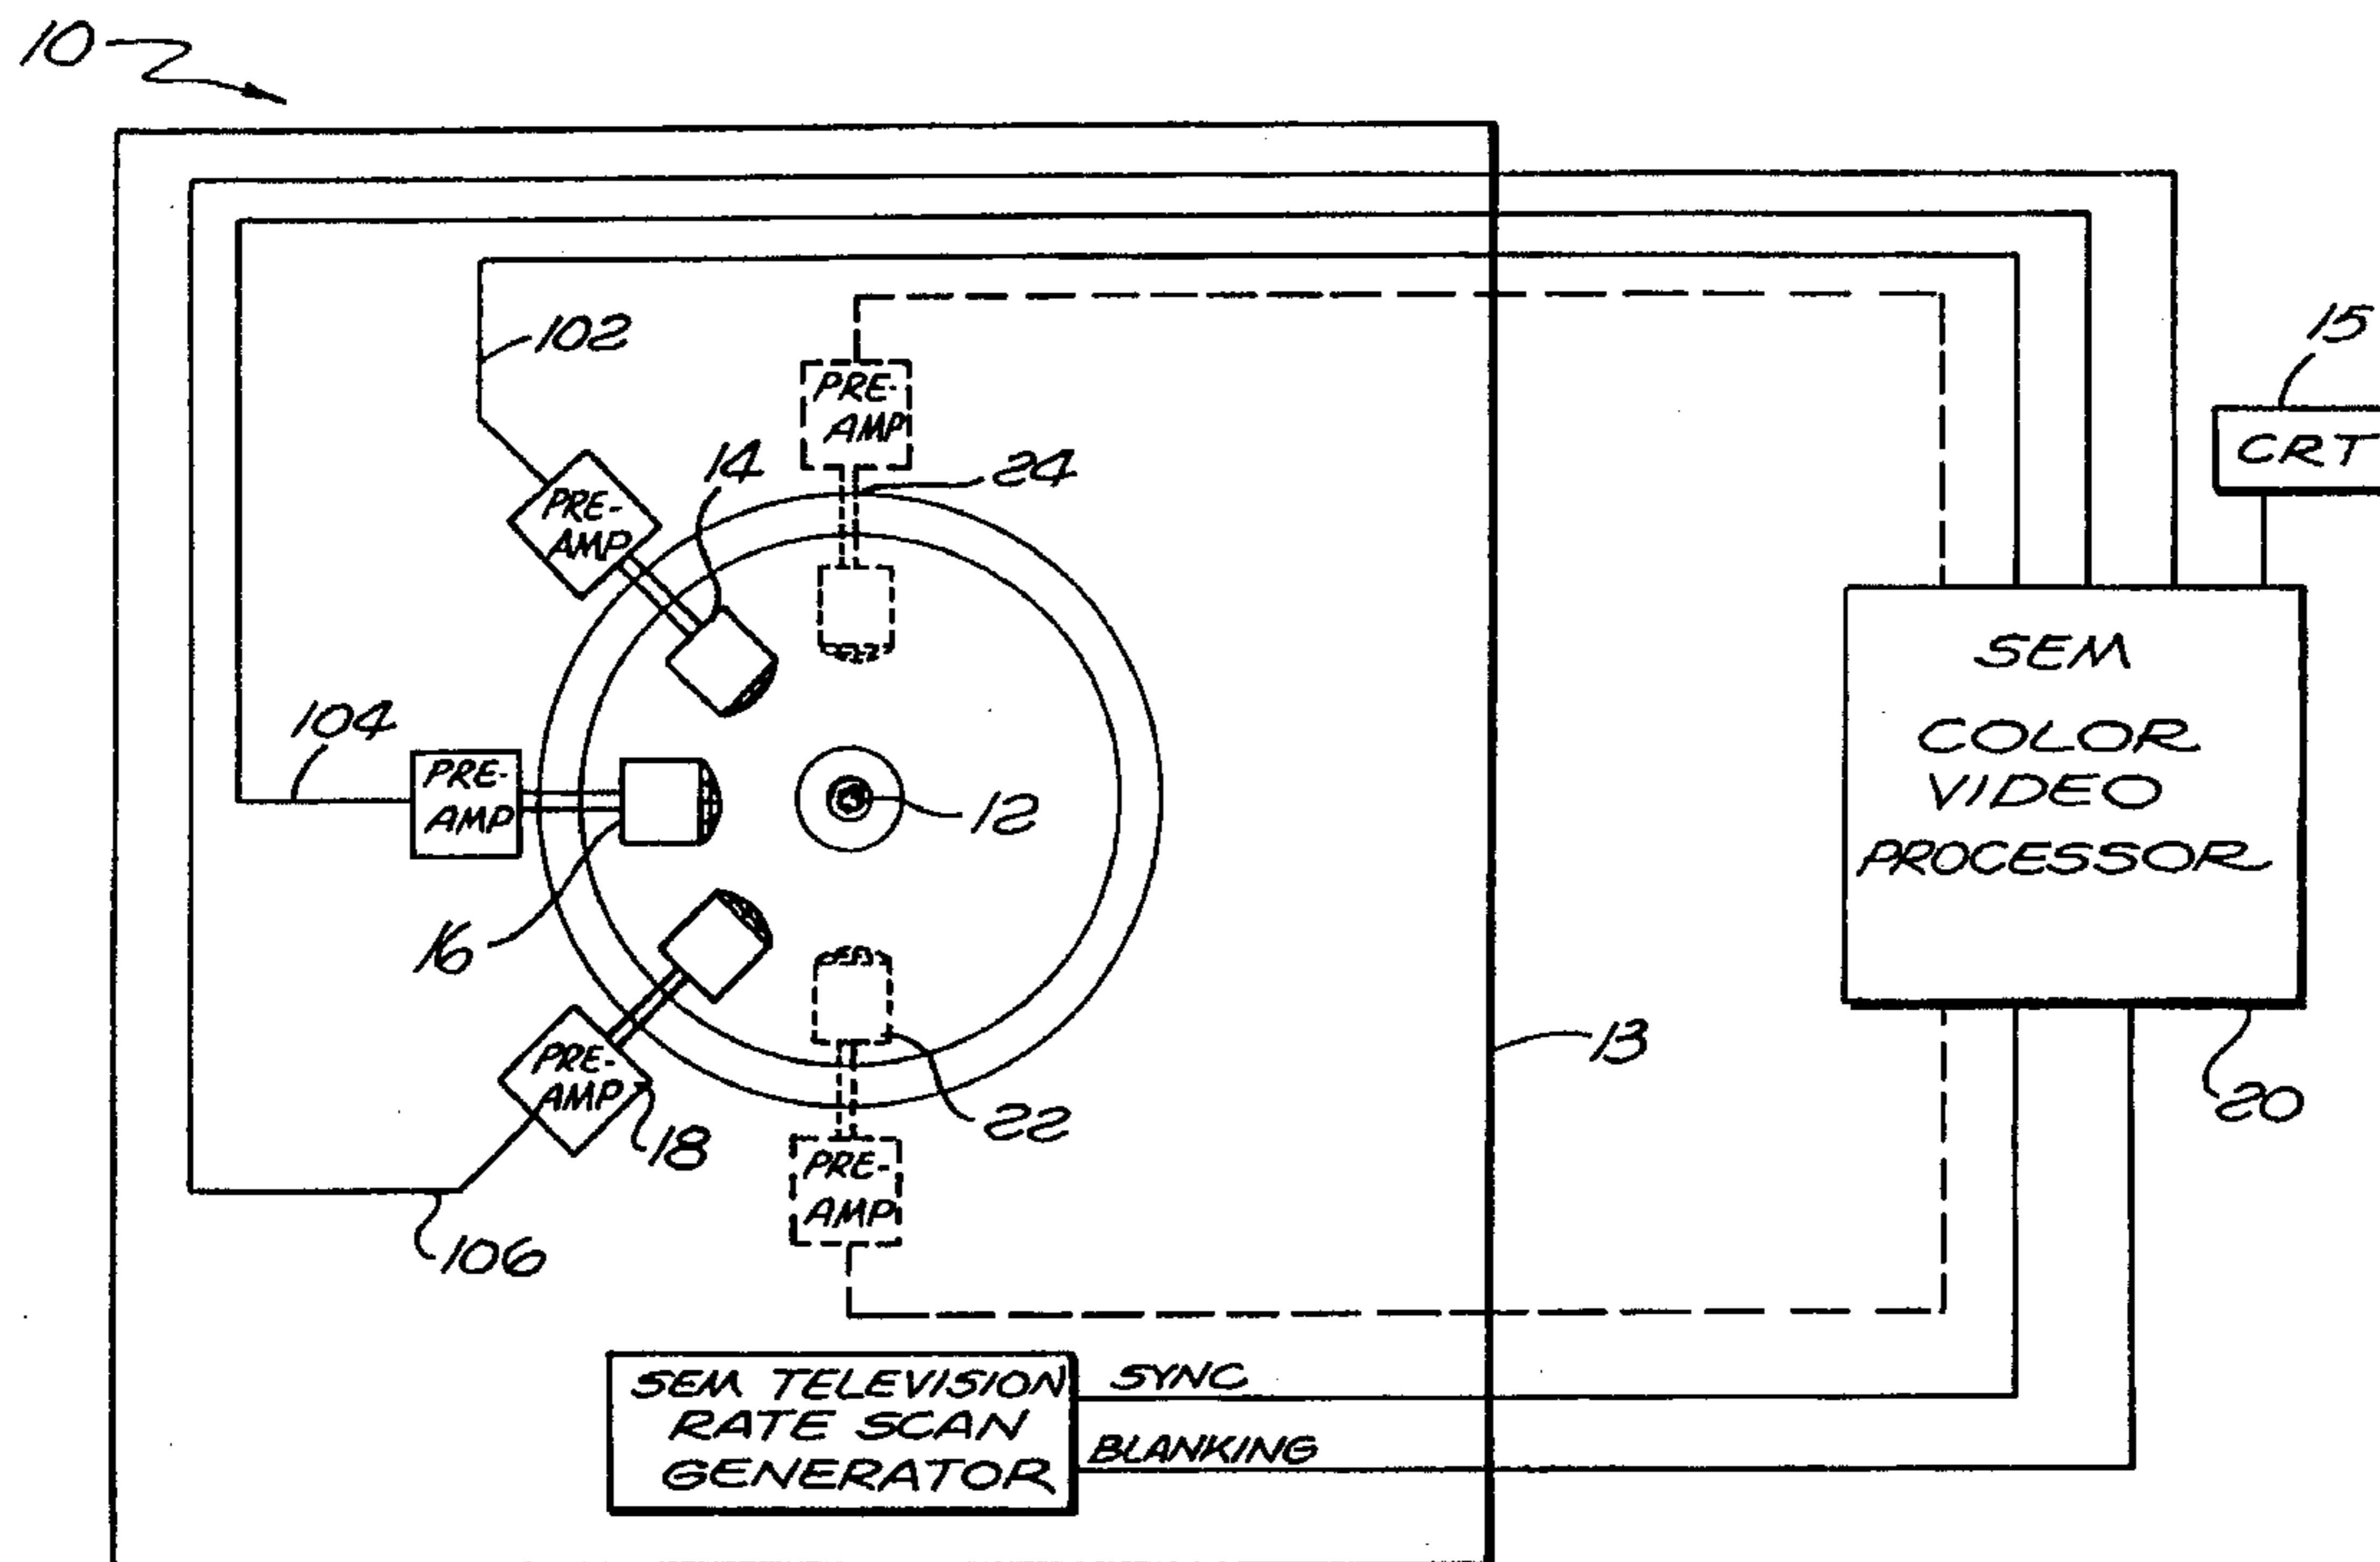 10
102
PRE-
AMP
24
14
PRE-
AMP
15
CRT
104
PRE-
AMP
12
16
SEM
COLOR
VIDEO
PROCESSOR
13
20
PRE-
AMP
18
22
PRE-
AMP
106
SEM TELEVISION
RATE SCAN
GENERATOR
SYNC
BLANKING